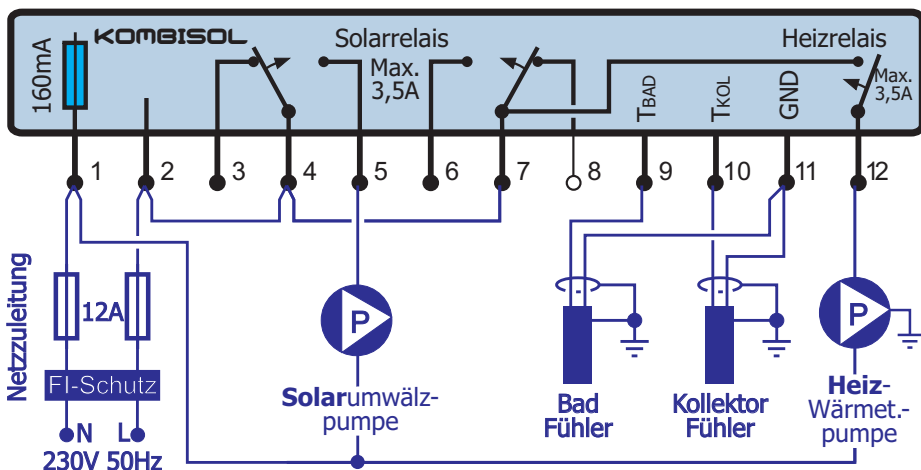 160mA
KOMBISOL
Solarrelais
Max.
3,5A
Heizrelais
Max.
3,5A
TBAD
TKOL
GND
1 2 3 4 5 6 7 8 9 10 11 12
Netzzuleitung
12A
FI-Schutz
N L
230V 50Hz
P
Solarumwälz-
pumpe
Bad
Fühler
Kollektor
Fühler
P
Heiz-
Wärmet.-
pumpe